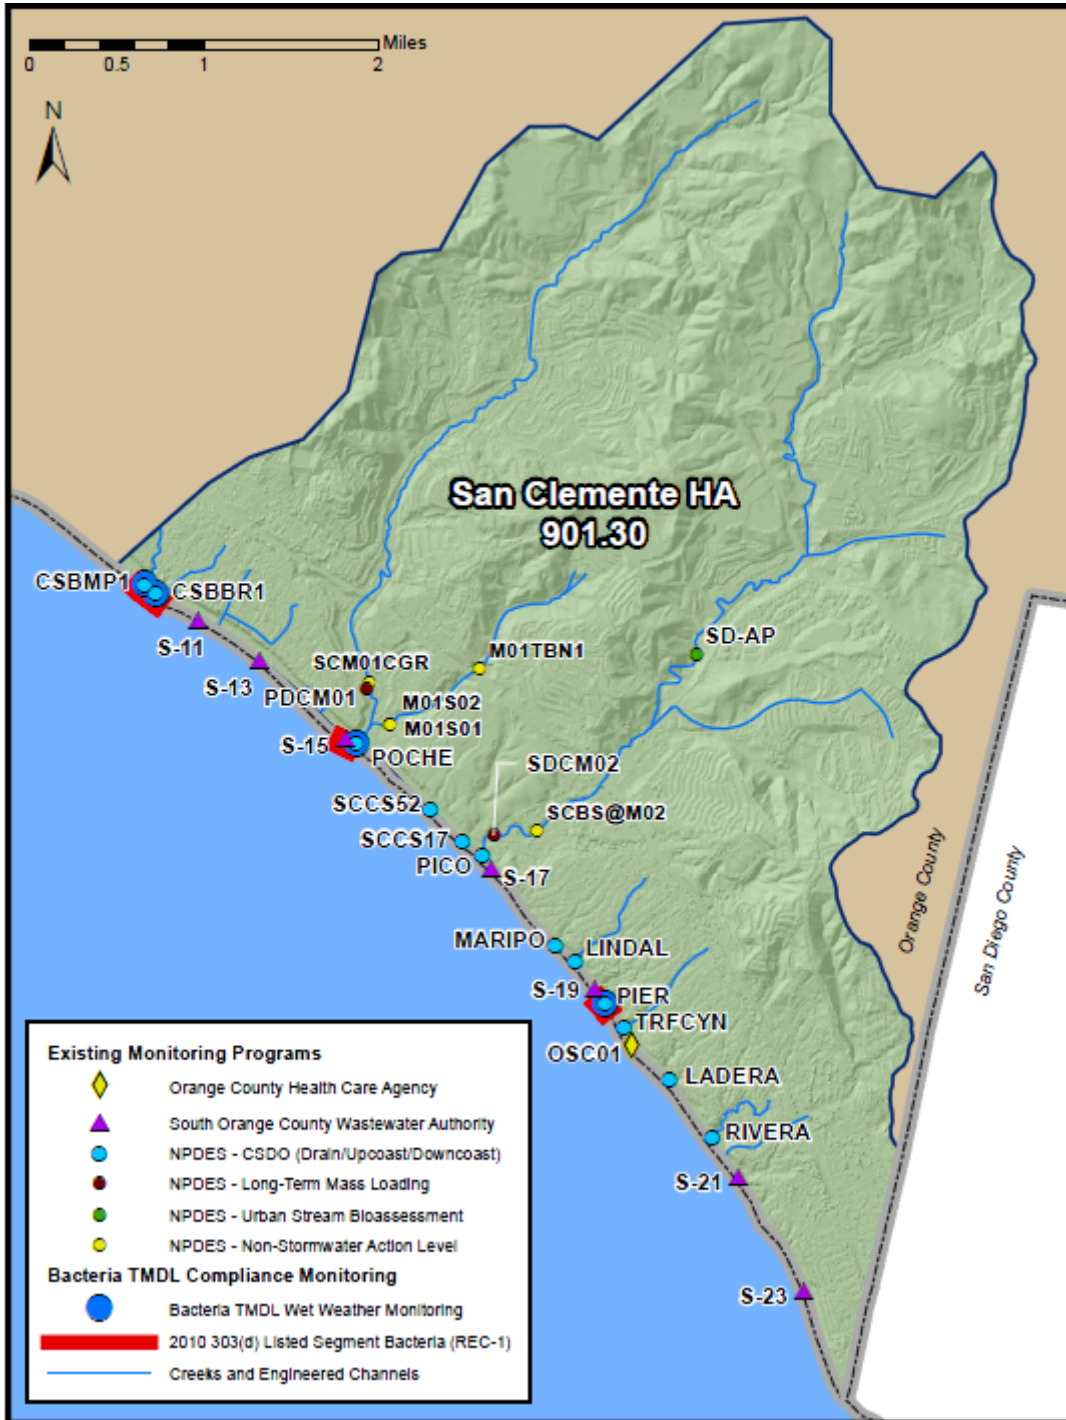 Miles
0 0.5 1 2
N
San Clemente HA
901.30
CSBMP1
CSBBR1
S-11
S-13
SCM01CGR
PDCM01
M01TBN1
SD-AP
M01S02
M01S01
S-15
POCHE
SDCM02
SCCS52
SCBS@M02
SCCS17
PICO
S-17
Orange County
San Diego County
MARIPO
LINDAL
S-19
PIER
TRFCYN
OSC01
LADERA
RIVERA
S-21
S-23
Existing Monitoring Programs
Orange County Health Care Agency
South Orange County Wastewater Authority
NPDES - CSDO (Drain/Upcoast/Downcoast)
NPDES - Long-Term Mass Loading
NPDES - Urban Stream Bioassessment
NPDES - Non-Stormwater Action Level
Bacteria TMDL Compliance Monitoring
Bacteria TMDL Wet Weather Monitoring
2010 303(d) Listed Segment Bacteria (REC-1)
Creeks and Engineered Channels